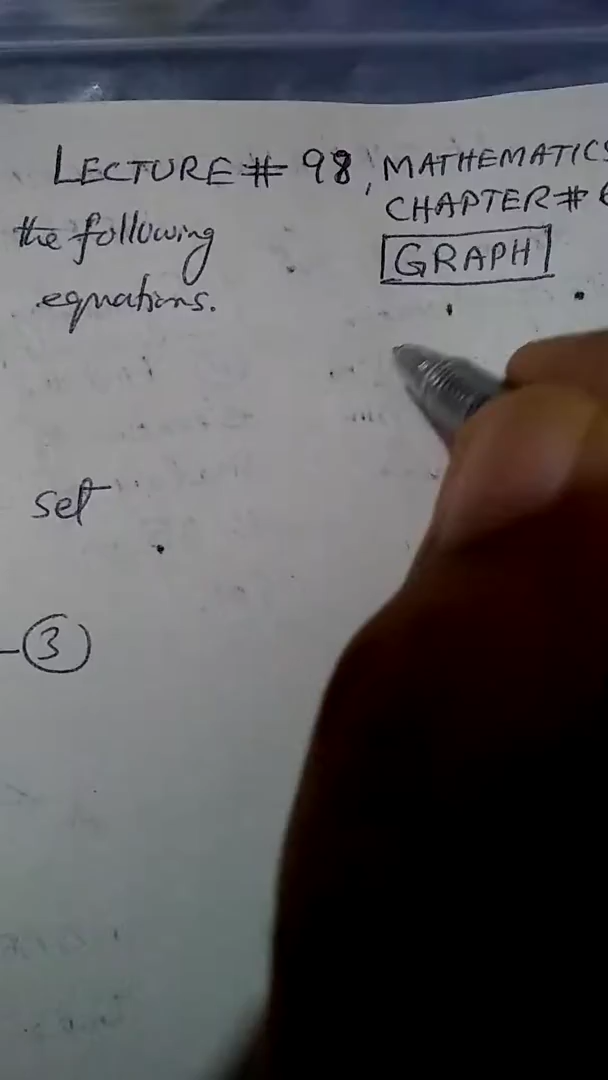 LECTURE # 98, MATHEMATICS
CHAPTER #
the following
GRAPH
equations.
set
3